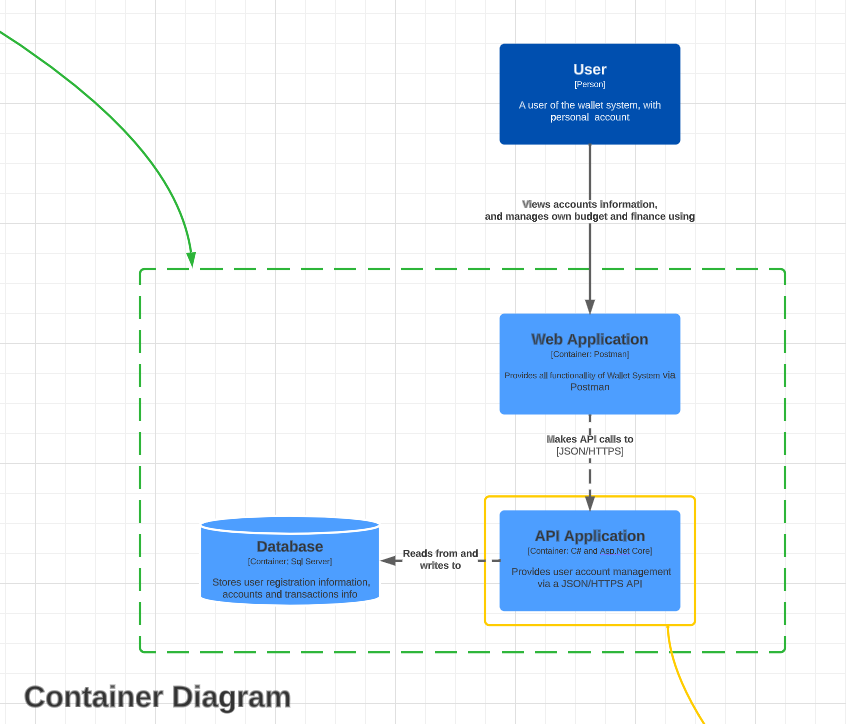 User
[Person]
A user of the wallet system, with
personal account
Views accounts information,
and manages own budget and finance using
Web Application
[Container: Postman]
Provides all functionallity of Wallet System via
Postman
Makes API calls to
[JSON/HTTPS]
API Application
[Container: C# and Asp.Net Core]
Provides user account management
via a JSON/HTTPS API
Reads from and
writes to
Database
[Container: Sql Server]
Stores user registration information,
accounts and transactions info
Container Diagram